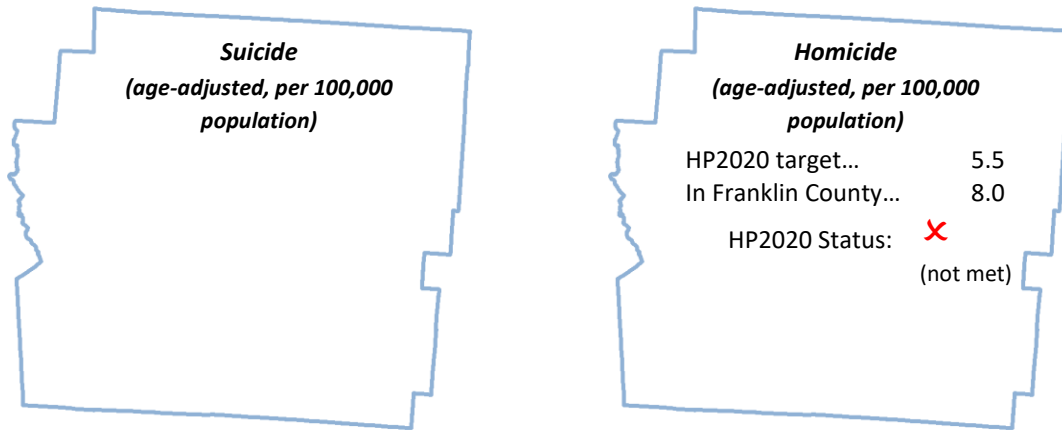 Suicide
(age-adjusted, per 100,000
population)
Homicide
(age-adjusted, per 100,000
population)
HP2020 target… 5.5
In Franklin County… 8.0
HP2020 Status: ✗
(not met)